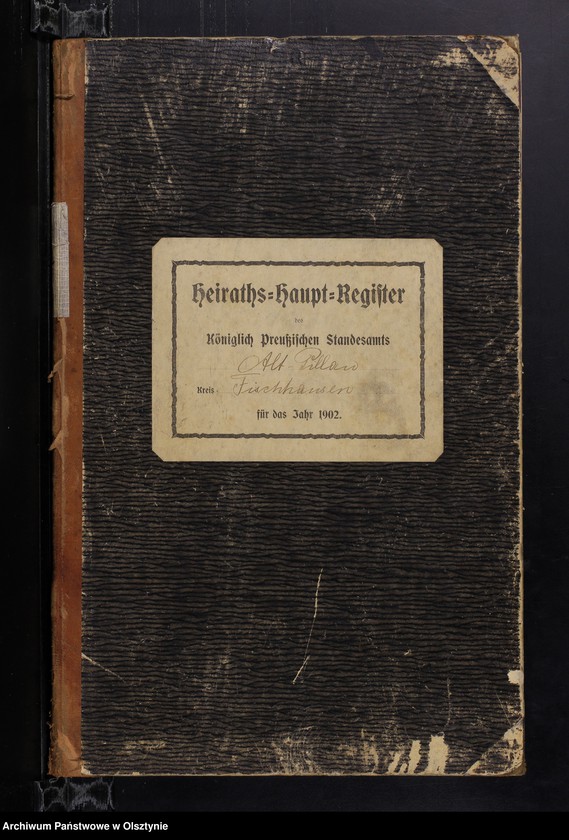 Heiraths-Haupt-Register
des
Königlich Preußischen Standesamts
Alt Pillau
Kreis Fischhausen
für das Jahr 1902.
Archiwum Państwowe w Olsztynie